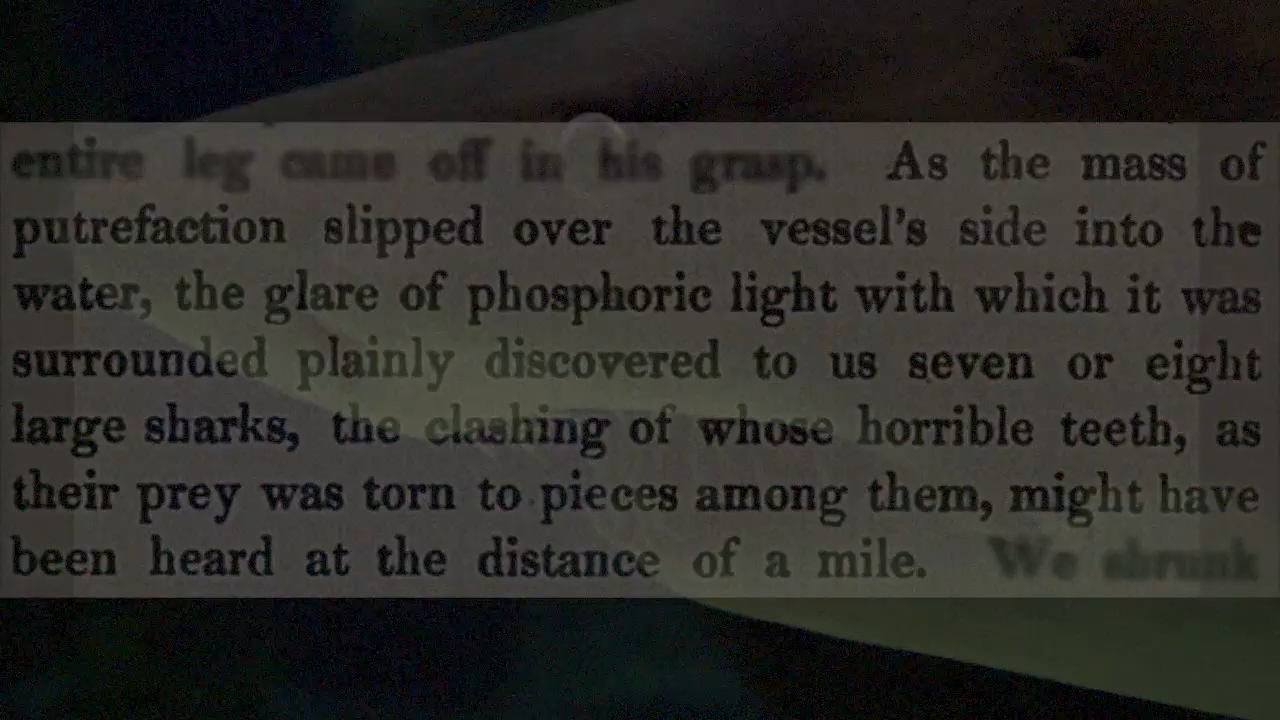 entire leg came off in his grasp. As the mass of
putrefaction slipped over the vessel's side into the
water, the glare of phosphoric light with which it was
surrounded plainly discovered to us seven or eight
large sharks, the clashing of whose horrible teeth, as
their prey was torn to pieces among them, might have
been heard at the distance of a mile. We shrunk